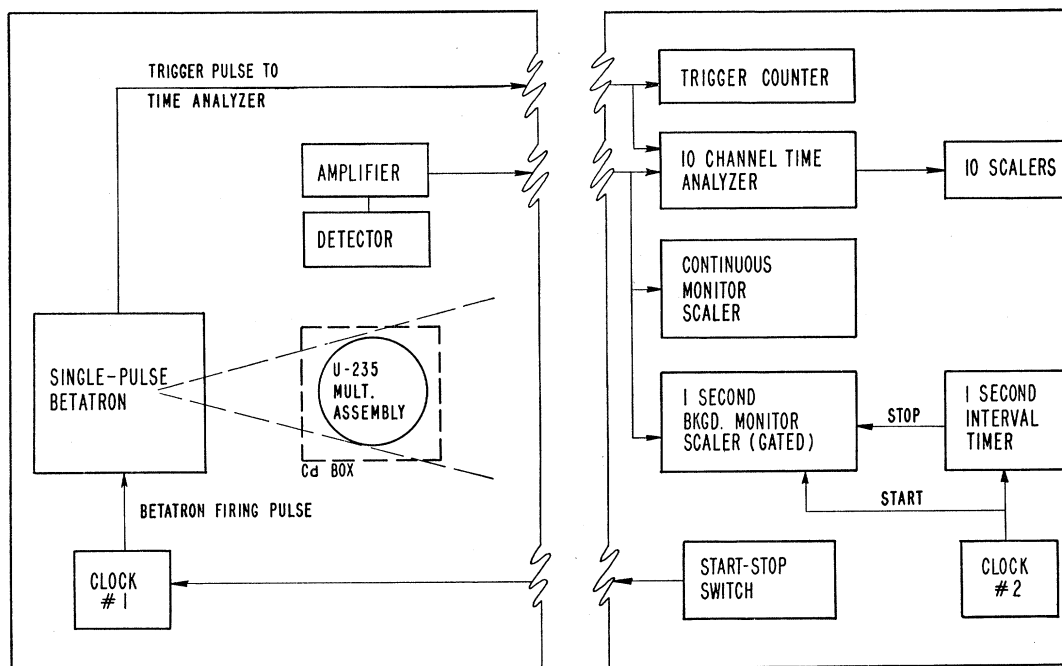 TRIGGER PULSE TO
TIME ANALYZER
AMPLIFIER
DETECTOR
SINGLE-PULSE
BETATRON
U-235
MULT.
ASSEMBLY
Cd BOX
BETATRON FIRING PULSE
CLOCK
#1
TRIGGER COUNTER
10 CHANNEL TIME
ANALYZER
10 SCALERS
CONTINUOUS
MONITOR
SCALER
1 SECOND
BKGD. MONITOR
SCALER (GATED)
STOP
1 SECOND
INTERVAL
TIMER
START
START-STOP
SWITCH
CLOCK
#2